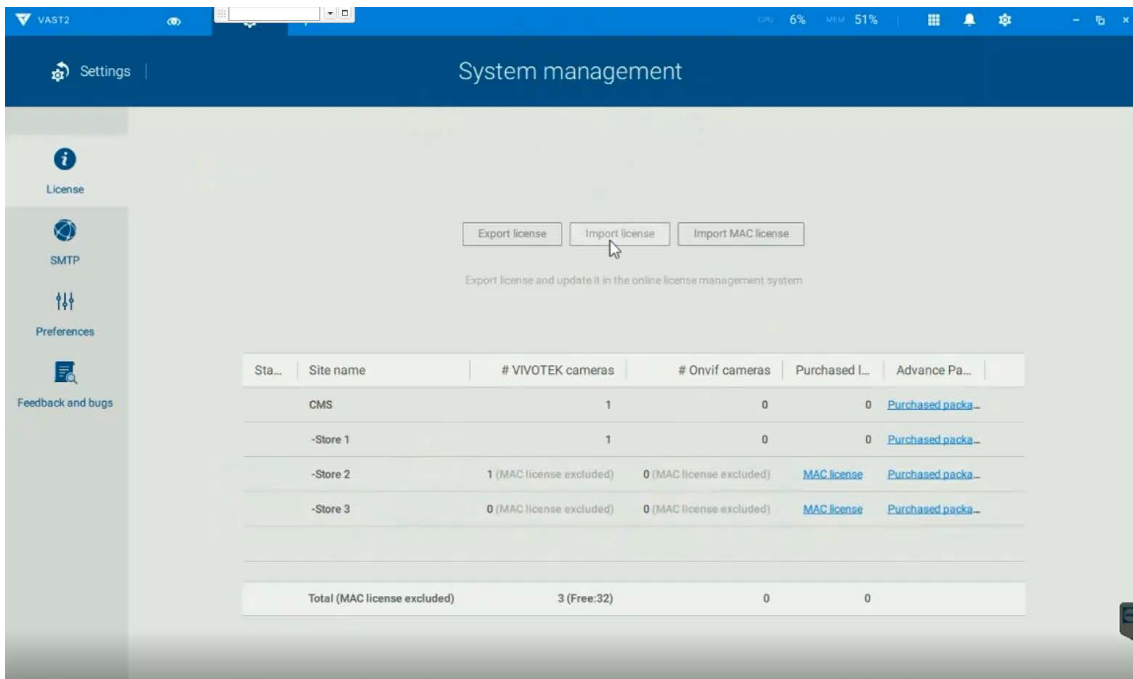 VAST2 CPU 6% MEM 51%
Settings System management
License
SMTP
Preferences
Feedback and bugs
Export license Import license Import MAC license
Export license and update it in the online license management system
Sta... Site name # VIVOTEK cameras # Onvif cameras Purchased l... Advance Pa...
CMS 1 0 0 Purchased packa...
-Store 1 1 0 0 Purchased packa...
-Store 2 1 (MAC license excluded) 0 (MAC license excluded) MAC license Purchased packa...
-Store 3 0 (MAC license excluded) 0 (MAC license excluded) MAC license Purchased packa...
Total (MAC license excluded) 3 (Free:32) 0 0